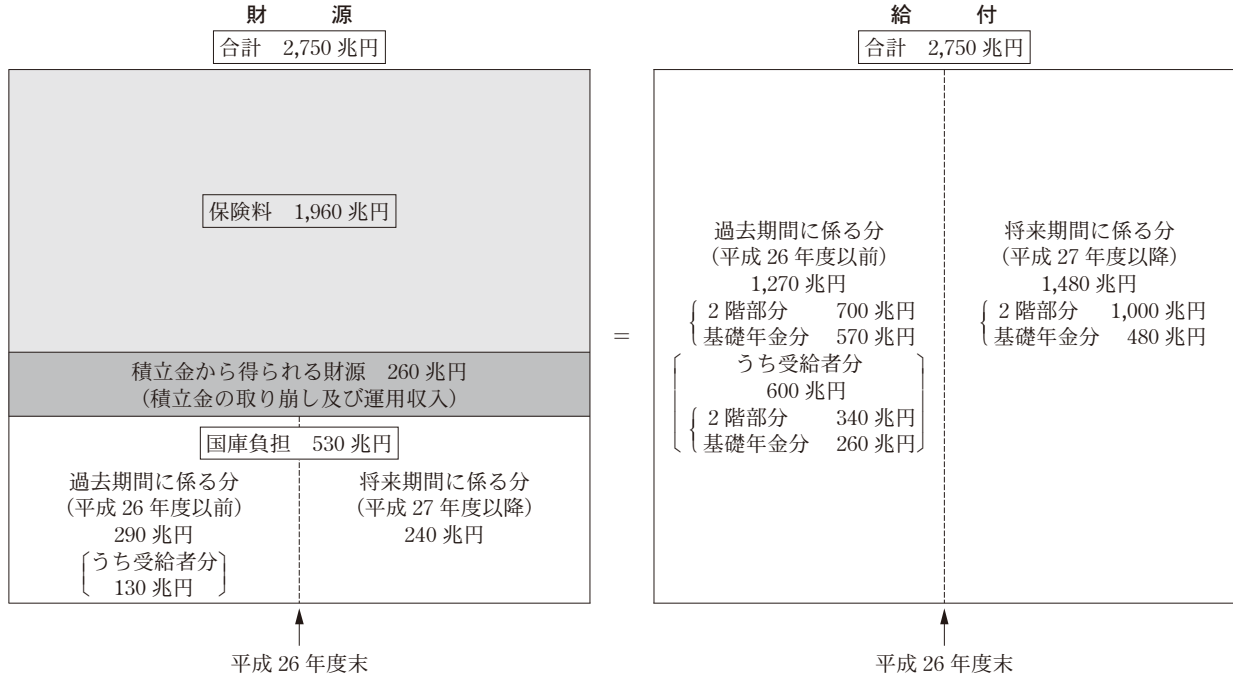 財 源
合計 2,750 兆円
保険料 1,960 兆円
積立金から得られる財源 260 兆円
(積立金の取り崩し及び運用収入)
国庫負担 530 兆円
過去期間に係る分
(平成 26 年度以前)
290 兆円
うち受給者分
130 兆円
将来期間に係る分
(平成 27 年度以降)
240 兆円
平成 26 年度末
=
給 付
合計 2,750 兆円
過去期間に係る分
(平成 26 年度以前)
1,270 兆円
2 階部分 700 兆円
基礎年金分 570 兆円
うち受給者分
600 兆円
2 階部分 340 兆円
基礎年金分 260 兆円
将来期間に係る分
(平成 27 年度以降)
1,480 兆円
2 階部分 1,000 兆円
基礎年金分 480 兆円
平成 26 年度末